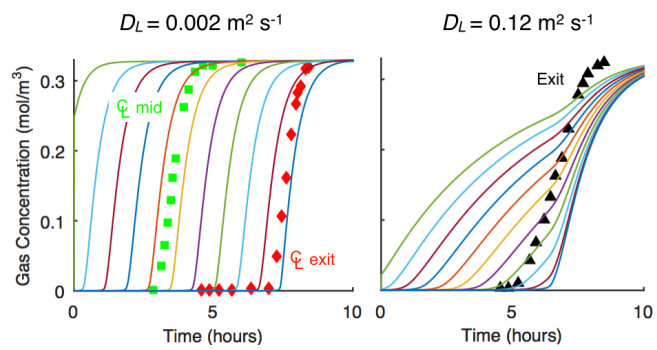 D_L = 0.002 m² s⁻¹
D_L = 0.12 m² s⁻¹
Gas Concentration (mol/m³)
0.3
0.2
0.1
0
℄ mid
℄ exit
0
5
10
Time (hours)
Exit
0
5
10
Time (hours)